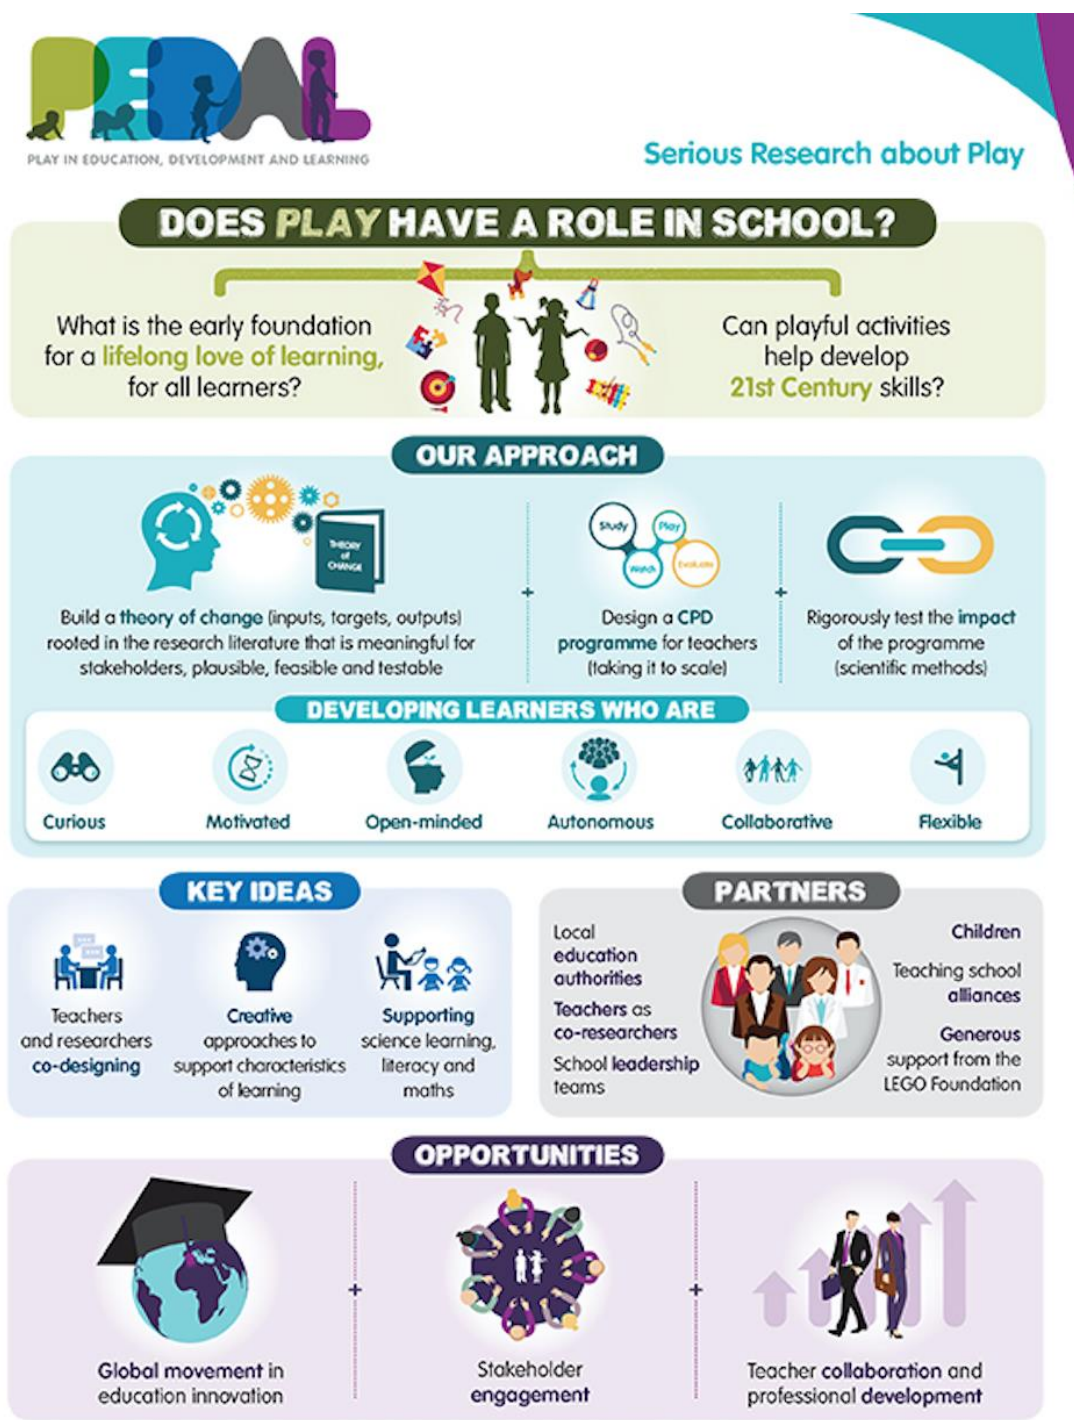 PEDAL
PLAY IN EDUCATION, DEVELOPMENT AND LEARNING
Serious Research about Play
DOES PLAY HAVE A ROLE IN SCHOOL?
What is the early foundation
for a lifelong love of learning,
for all learners?
Can playful activities
help develop
21st Century skills?
OUR APPROACH
THEORY
of
CHANGE
Build a theory of change (inputs, targets, outputs)
rooted in the research literature that is meaningful for
stakeholders, plausible, feasible and testable
Study
Play
Watch
Evaluate
Design a CPD
programme for teachers
(taking it to scale)
Rigorously test the impact
of the programme
(scientific methods)
DEVELOPING LEARNERS WHO ARE
Curious
Motivated
Open-minded
Autonomous
Collaborative
Flexible
KEY IDEAS
Teachers
and researchers
co-designing
Creative
approaches to
support characteristics
of learning
Supporting
science learning,
literacy and
maths
PARTNERS
Local
education
authorities
Teachers as
co-researchers
School leadership
teams
Children
Teaching school
alliances
Generous
support from the
LEGO Foundation
OPPORTUNITIES
Global movement in
education innovation
Stakeholder
engagement
Teacher collaboration and
professional development